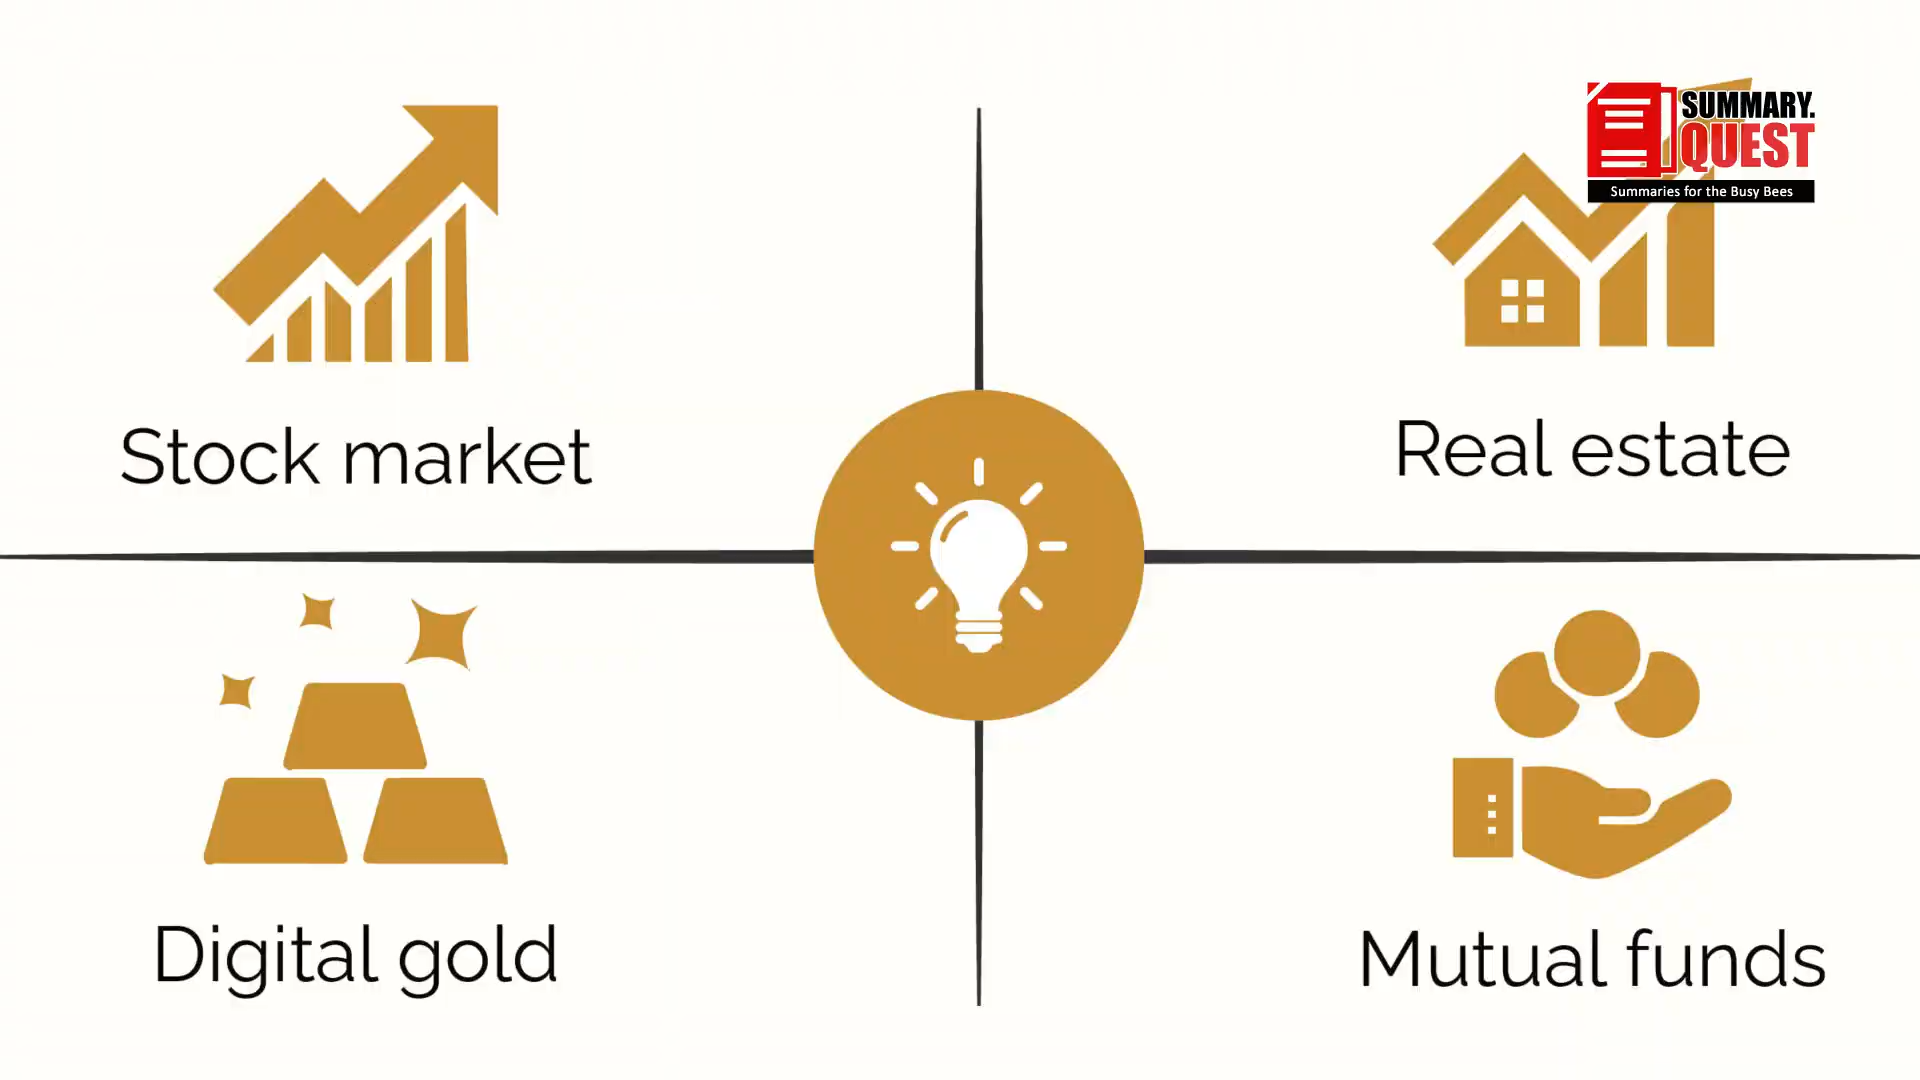 SUMMARY.
QUEST
Summaries for the Busy Bees
Stock market
Real estate
Digital gold
Mutual funds